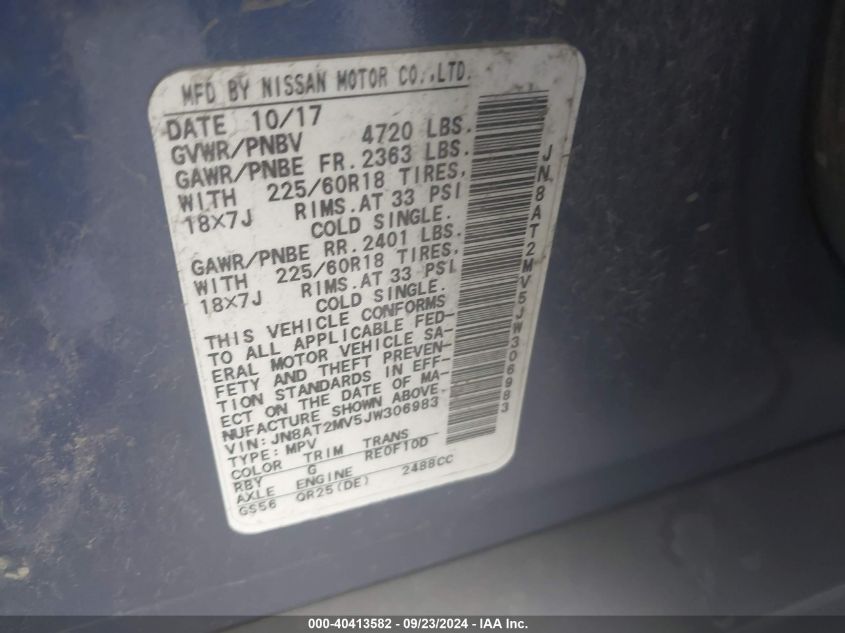 MFD BY NISSAN MOTOR CO.,LTD.
DATE 10/17
GVWR/PNBV 4720 LBS.
GAWR/PNBE FR. 2363 LBS.
WITH 225/60R18 TIRES,
18X7J RIMS.AT 33 PSI
COLD SINGLE.
GAWR/PNBE RR. 2401 LBS.
WITH 225/60R18 TIRES,
18X7J RIMS.AT 33 PSI
COLD SINGLE.
THIS VEHICLE CONFORMS
TO ALL APPLICABLE FED-
ERAL MOTOR VEHICLE SA-
FETY AND THEFT PREVEN-
TION STANDARDS IN EFF-
ECT ON THE DATE OF MA-
NUFACTURE SHOWN ABOVE.
VIN: JN8AT2MV5JW306983
TYPE: MPV
COLOR TRIM TRANS
RBY G RE0F10D
AXLE ENGINE
GS56 QR25(DE) 2488CC
JN8AT2MV5JW306983
000-40413582 - 09/23/2024 - IAA Inc.